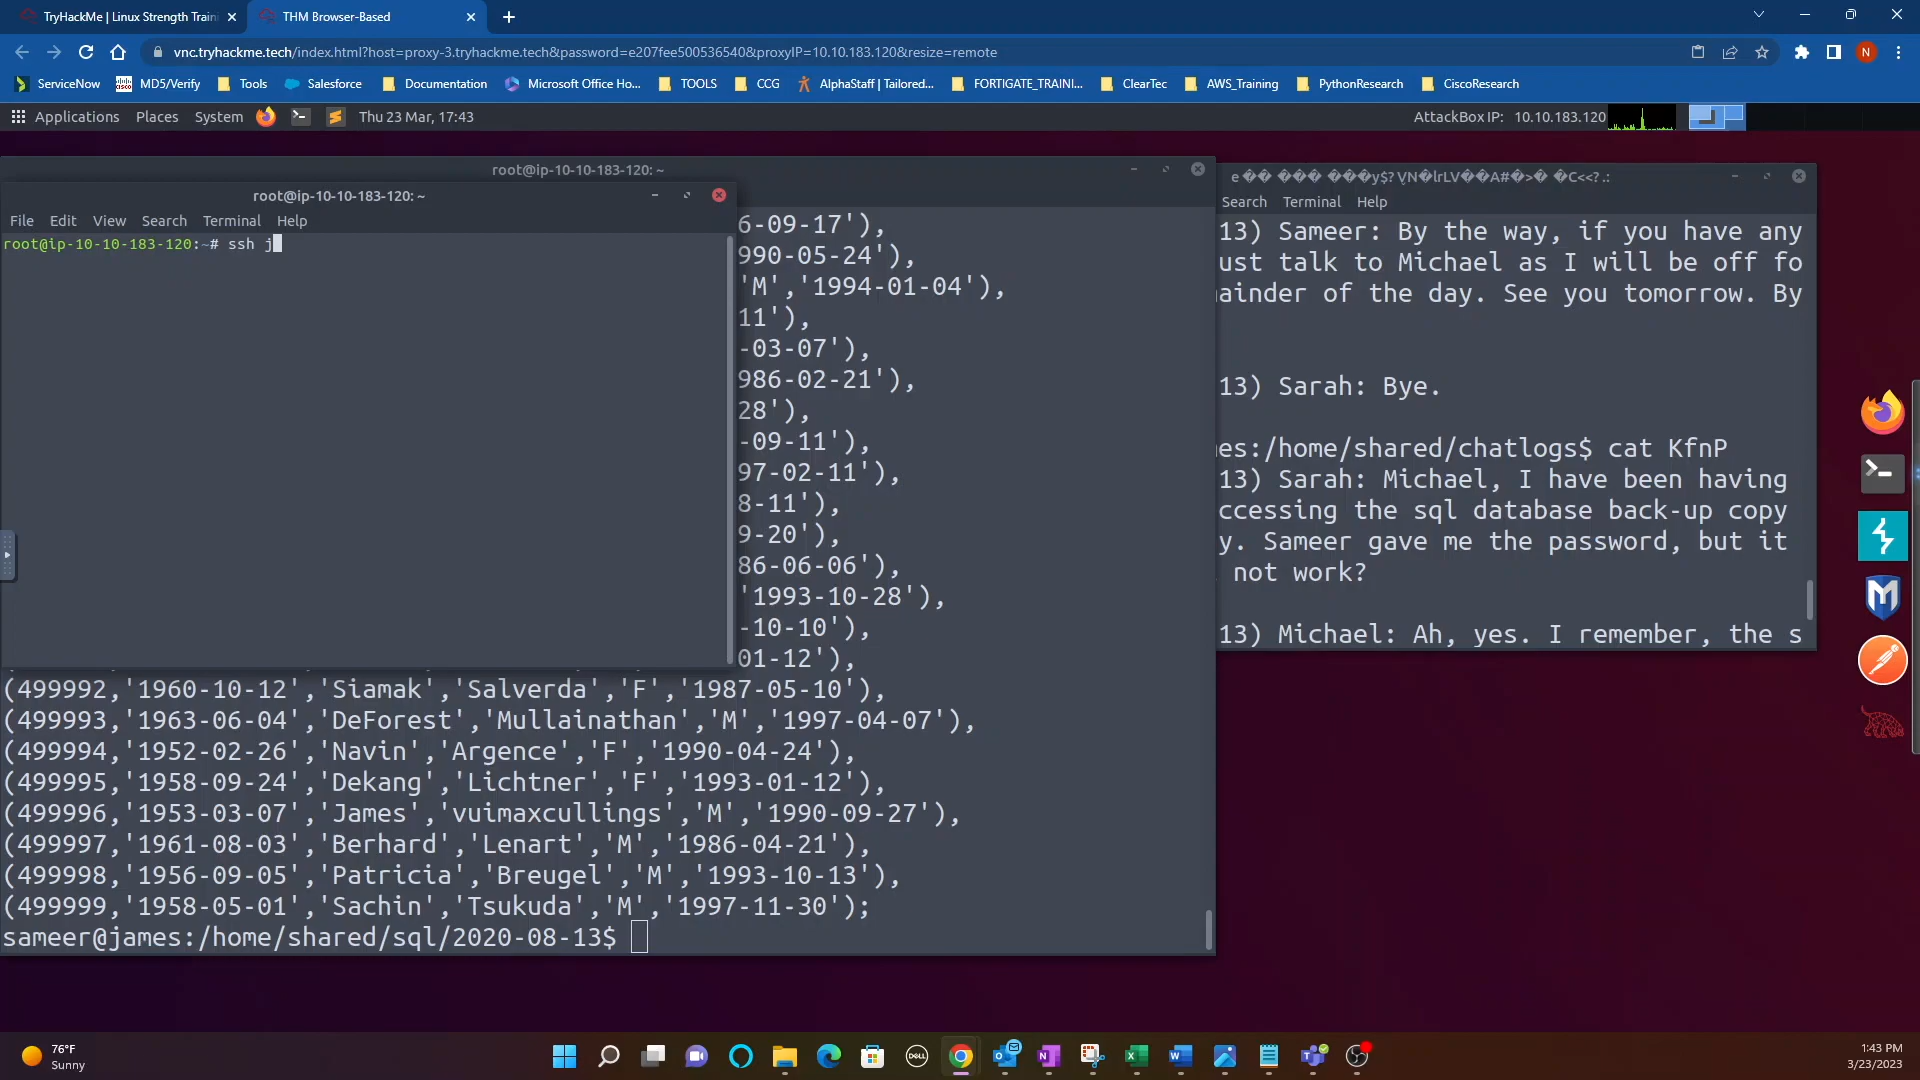 TryHackMe | Linux Strength Traini
THM Browser-Based
vnc.tryhackme.tech/index.html?host=proxy-3.tryhackme.tech&password=e207fee500536540&proxyIP=10.10.183.120&resize=remote
N
ServiceNow
MD5/Verify
Tools
Salesforce
Documentation
Microsoft Office Ho...
TOOLS
CCG
AlphaStaff | Tailored...
FORTIGATE_TRAINI...
ClearTec
AWS_Training
PythonResearch
CiscoResearch
Applications Places System Thu 23 Mar, 17:43 AttackBox IP: 10.10.183.120
root@ip-10-10-183-120: ~
root@ip-10-10-183-120: ~
File Edit View Search Terminal Help
root@ip-10-10-183-120:~# ssh j
6-09-17'),
990-05-24'),
'M','1994-01-04'),
11'),
-03-07'),
986-02-21'),
28'),
-09-11'),
97-02-11'),
8-11'),
9-20'),
86-06-06'),
'1993-10-28'),
-10-10'),
01-12'),
(499992,'1960-10-12','Siamak','Salverda','F','1987-05-10'),
(499993,'1963-06-04','DeForest','Mullainathan','M','1997-04-07'),
(499994,'1952-02-26','Navin','Argence','F','1990-04-24'),
(499995,'1958-09-24','Dekang','Lichtner','F','1993-01-12'),
(499996,'1953-03-07','James','vuimaxcullings','M','1990-09-27'),
(499997,'1961-08-03','Berhard','Lenart','M','1986-04-21'),
(499998,'1956-09-05','Patricia','Breugel','M','1993-10-13'),
(499999,'1958-05-01','Sachin','Tsukuda','M','1997-11-30');
sameer@james:/home/shared/sql/2020-08-13$
Search Terminal Help
13) Sameer: By the way, if you have any
ust talk to Michael as I will be off fo
ainder of the day. See you tomorrow. By
13) Sarah: Bye.
mes:/home/shared/chatlogs$ cat KfnP
13) Sarah: Michael, I have been having
ccessing the sql database back-up copy
y. Sameer gave me the password, but it
not work?
13) Michael: Ah, yes. I remember, the s
76°F
Sunny
DELL
1:43 PM
3/23/2023